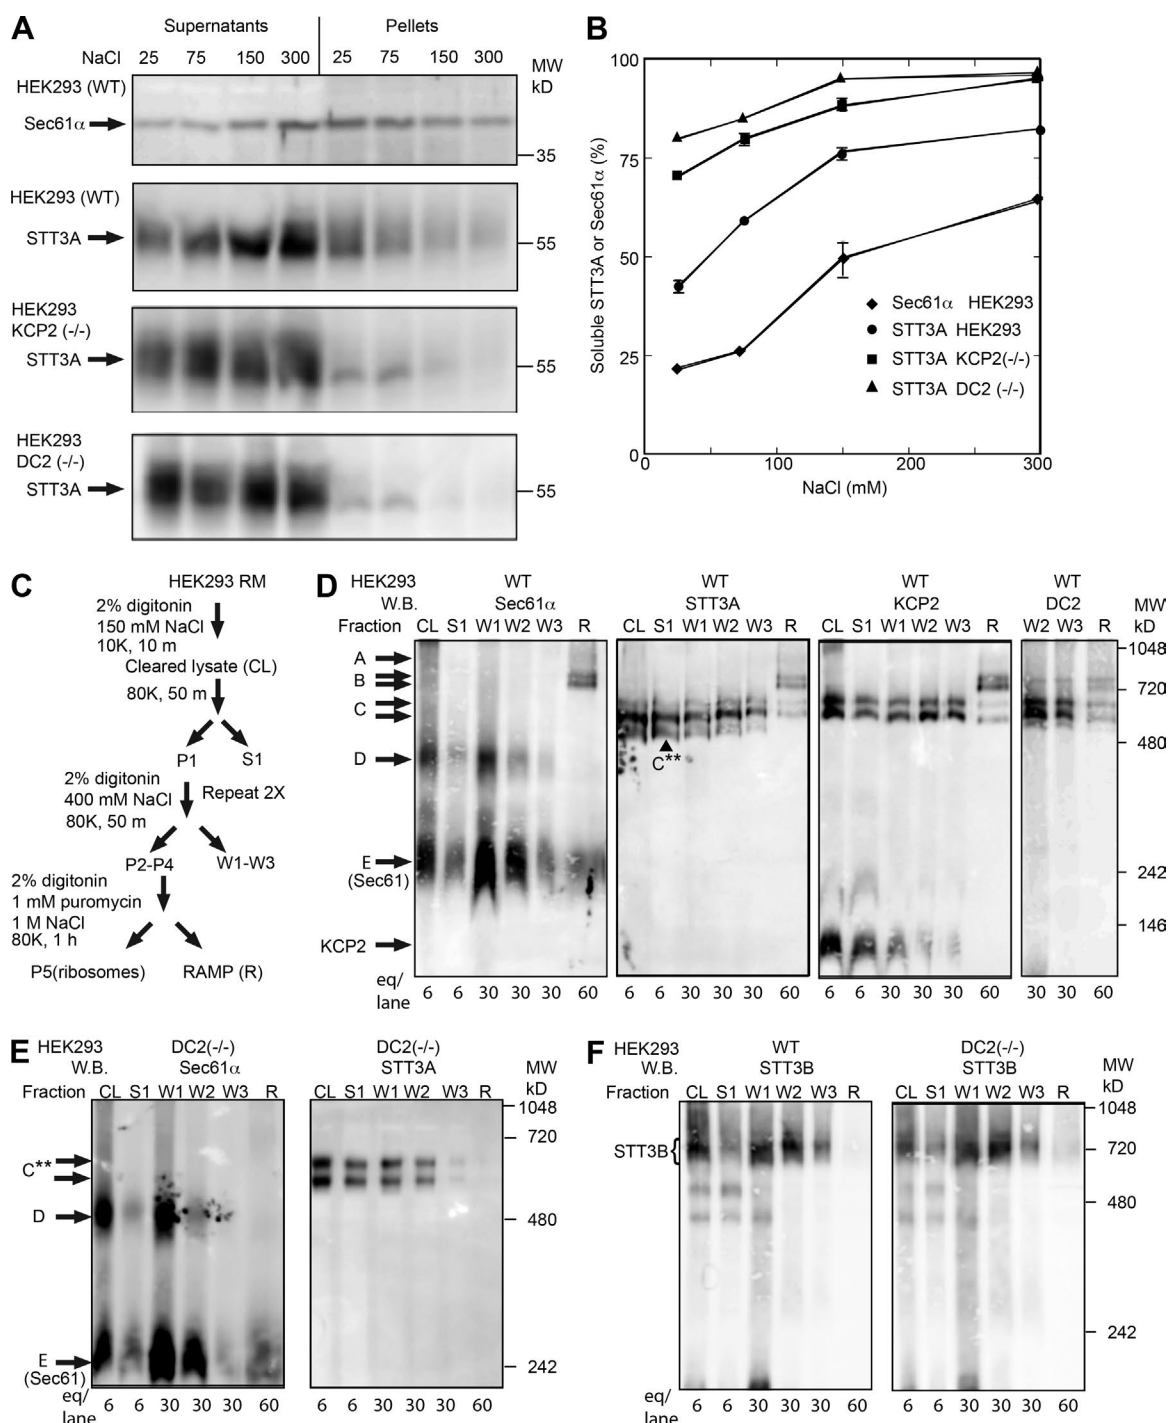 A
Supernatants Pellets
NaCl 25 75 150 300 25 75 150 300 MW
kD
HEK293 (WT)
Sec61α
35
HEK293 (WT)
STT3A
55
HEK293
KCP2 (-/-)
STT3A
55
HEK293
DC2 (-/-)
STT3A
55
B
Soluble STT3A or Sec61α (%)
100
75
50
25
0
0 100 200 300
NaCl (mM)
Sec61α HEK293
STT3A HEK293
STT3A KCP2(-/-)
STT3A DC2 (-/-)
C
HEK293 RM
2% digitonin
150 mM NaCl
10K, 10 m
Cleared lysate (CL)
80K, 50 m
P1 S1
2% digitonin
400 mM NaCl
80K, 50 m
Repeat 2X
P2-P4 W1-W3
2% digitonin
1 mM puromycin
1 M NaCl
80K, 1 h
P5(ribosomes) RAMP (R)
D
HEK293 WT WT WT WT
W.B. Sec61α STT3A KCP2 DC2 MW
Fraction CL S1 W1 W2 W3 R CL S1 W1 W2 W3 R CL S1 W1 W2 W3 R W2 W3 R kD
A
B
C
D
E
(Sec61)
KCP2
C**
1048
720
480
242
146
eq/
lane 6 6 30 30 30 60 6 6 30 30 30 60 6 6 30 30 30 60 30 30 60
E
HEK293 DC2(-/-) DC2(-/-)
W.B. Sec61α STT3A MW
Fraction CL S1 W1 W2 W3 R CL S1 W1 W2 W3 R kD
C**
D
E
(Sec61)
1048
720
480
242
eq/
lane 6 6 30 30 30 60 6 6 30 30 30 60
F
HEK293 WT DC2(-/-)
W.B. STT3B STT3B MW
Fraction CL S1 W1 W2 W3 R CL S1 W1 W2 W3 R kD
STT3B
1048
720
480
242
eq/
lane 6 6 30 30 30 60 6 6 30 30 30 60